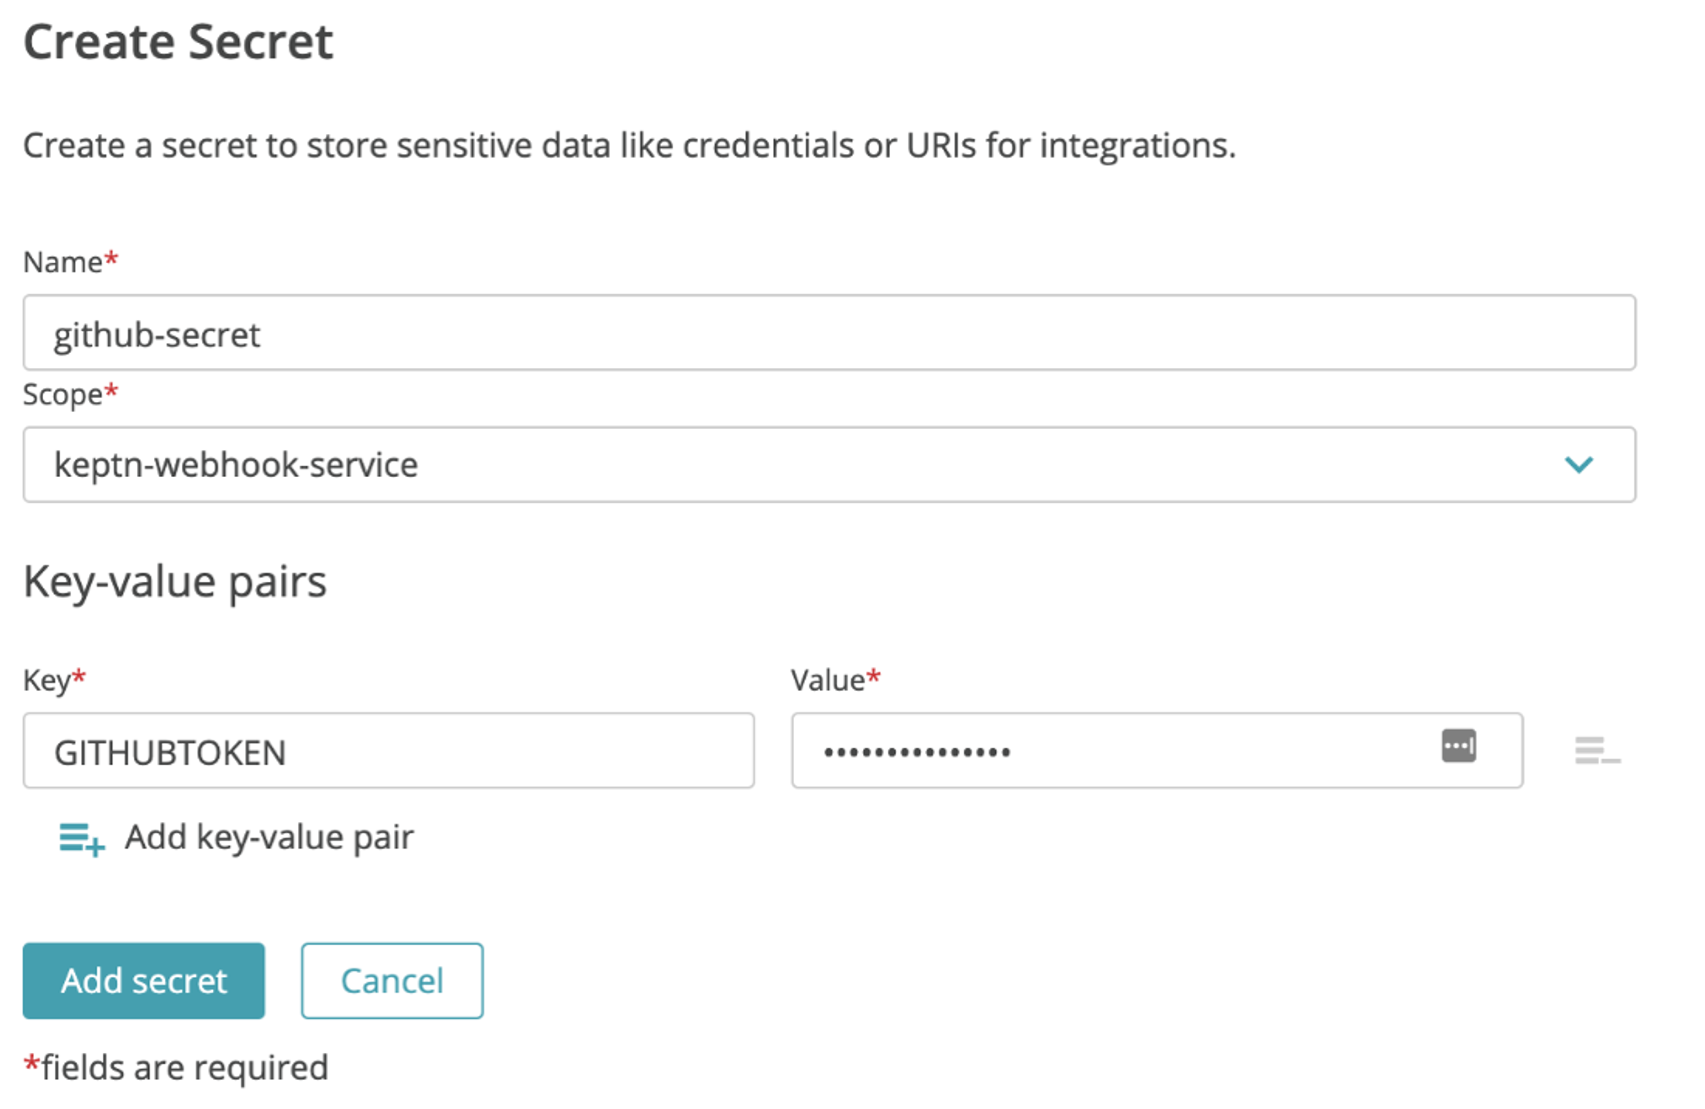 Create Secret
Create a secret to store sensitive data like credentials or URIs for integrations.
Name*
github-secret
Scope*
keptn-webhook-service
Key-value pairs
Key* Value*
GITHUBTOKEN •••••••••••••••
Add key-value pair
Add secret Cancel
*fields are required